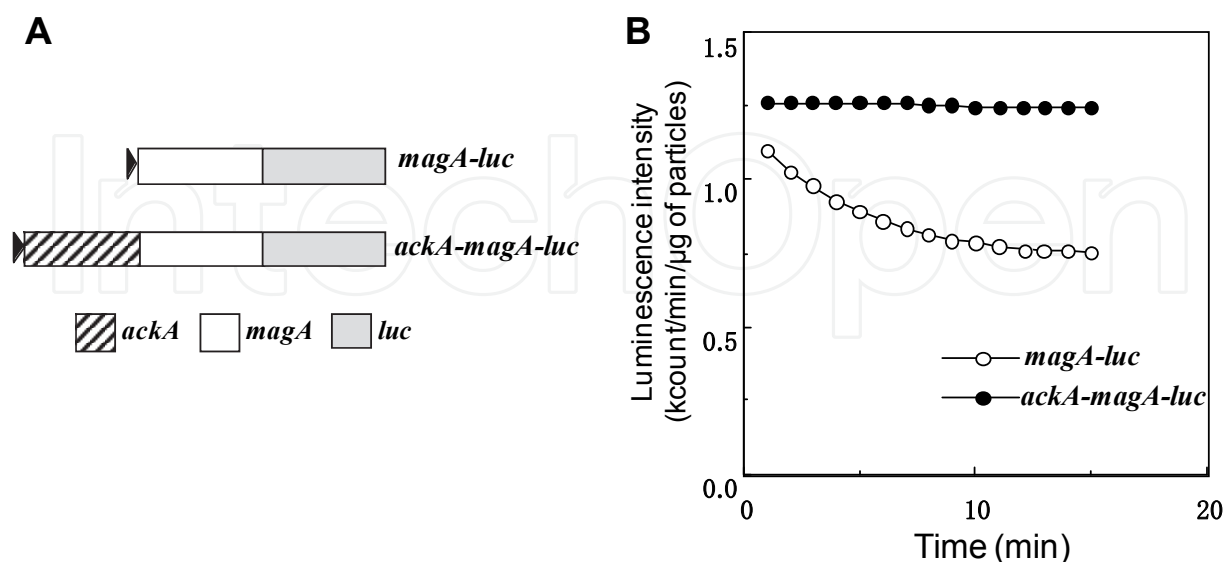 A
magA-luc
ackA-magA-luc
ackA magA luc
IntechOpen
B
Luminescence intensity
(kcount/min/µg of particles)
1.5
1.0
0.5
0.0
magA-luc
ackA-magA-luc
0 10 20
Time (min)